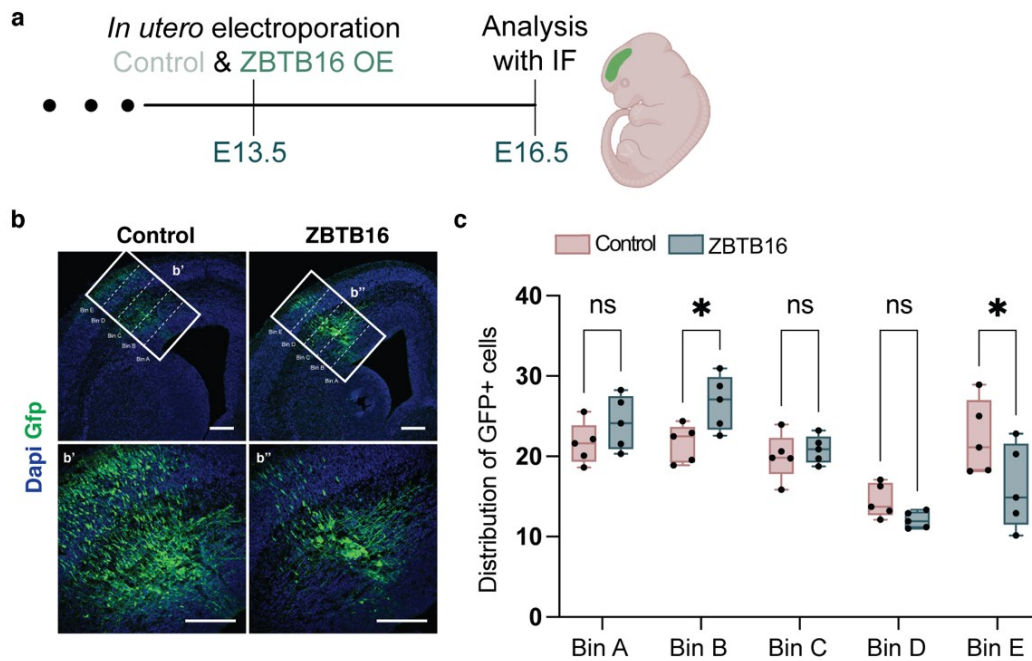 a
In utero electroporation
Control & ZBTB16 OE
Analysis
with IF
E13.5
E16.5
b
Control
ZBTB16
Dapi Gfp
b'
Bin E
Bin D
Bin C
Bin B
Bin A
b"
Bin E
Bin D
Bin C
Bin B
Bin A
b'
b"
c
Control
ZBTB16
Distribution of GFP+ cells
40
30
20
10
0
ns
*
ns
ns
*
Bin A
Bin B
Bin C
Bin D
Bin E